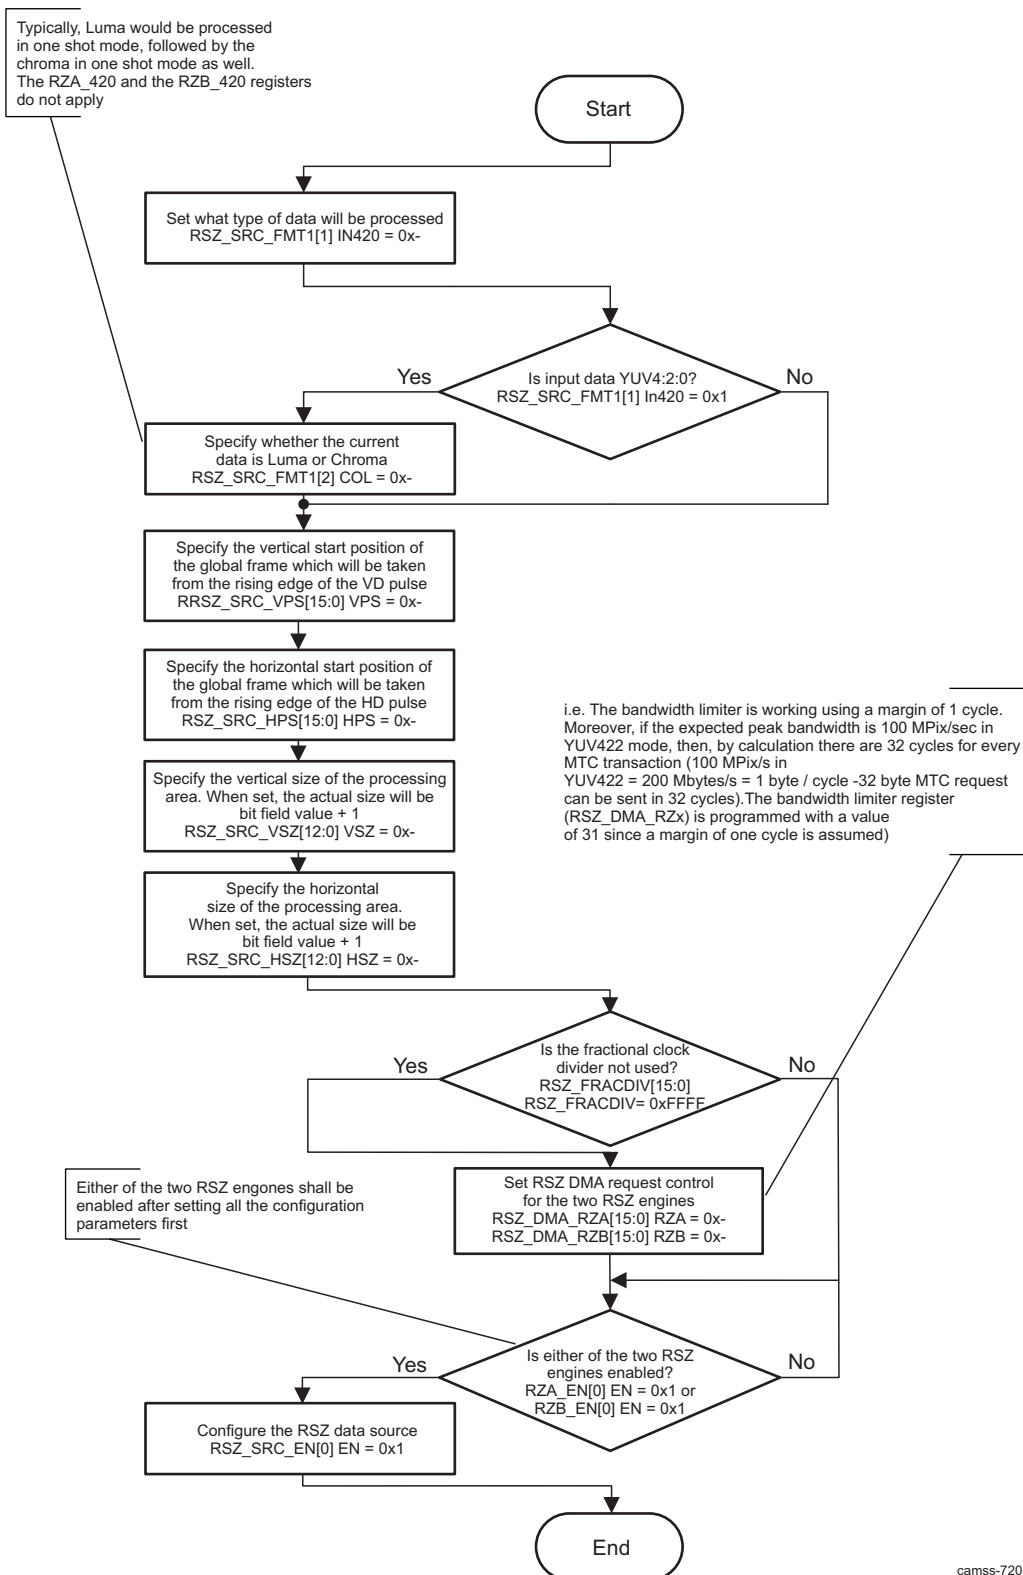 Typically, Luma would be processed
in one shot mode, followed by the
chroma in one shot mode as well.
The RZA_420 and the RZB_420 registers
do not apply
Start
Set what type of data will be processed
RSZ_SRC_FMT1[1] IN420 = 0x-
Yes
Is input data YUV4:2:0?
RSZ_SRC_FMT1[1] In420 = 0x1
No
Specify whether the current
data is Luma or Chroma
RSZ_SRC_FMT1[2] COL = 0x-
Specify the vertical start position of
the global frame which will be taken
from the rising edge of the VD pulse
RRSZ_SRC_VPS[15:0] VPS = 0x-
Specify the horizontal start position of
the global frame which will be taken
from the rising edge of the HD pulse
RSZ_SRC_HPS[15:0] HPS = 0x-
i.e. The bandwidth limiter is working using a margin of 1 cycle.
Moreover, if the expected peak bandwidth is 100 MPix/sec in
YUV422 mode, then, by calculation there are 32 cycles for every
MTC transaction (100 MPix/s in
YUV422 = 200 Mbytes/s = 1 byte / cycle -32 byte MTC request
can be sent in 32 cycles).The bandwidth limiter register
(RSZ_DMA_RZx) is programmed with a value
of 31 since a margin of one cycle is assumed)
Specify the vertical size of the processing
area. When set, the actual size will be
bit field value + 1
RSZ_SRC_VSZ[12:0] VSZ = 0x-
Specify the horizontal
size of the processing area.
When set, the actual size will be
bit field value + 1
RSZ_SRC_HSZ[12:0] HSZ = 0x-
Yes
Is the fractional clock
divider not used?
RSZ_FRACDIV[15:0]
RSZ_FRACDIV= 0xFFFF
No
Set RSZ DMA request control
for the two RSZ engines
RSZ_DMA_RZA[15:0] RZA = 0x-
RSZ_DMA_RZB[15:0] RZB = 0x-
Either of the two RSZ engones shall be
enabled after setting all the configuration
parameters first
Yes
Is either of the two RSZ
engines enabled?
RZA_EN[0] EN = 0x1 or
RZB_EN[0] EN = 0x1
No
Configure the RSZ data source
RSZ_SRC_EN[0] EN = 0x1
End
camss-720